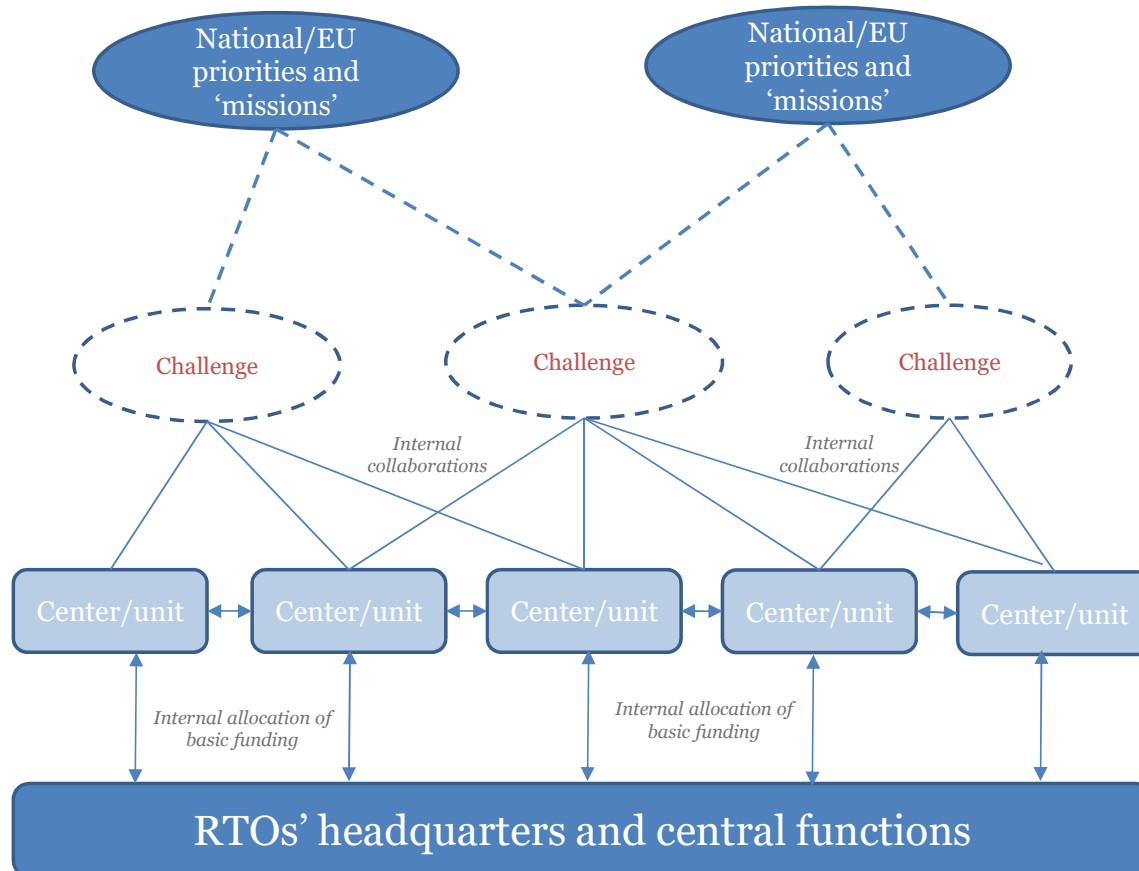 National/EU
priorities and
‘missions’
National/EU
priorities and
‘missions’
Challenge
Challenge
Challenge
Internal
collaborations
Internal
collaborations
Center/unit
Center/unit
Center/unit
Center/unit
Center/unit
Internal allocation of
basic funding
Internal allocation of
basic funding
RTOs’ headquarters and central functions